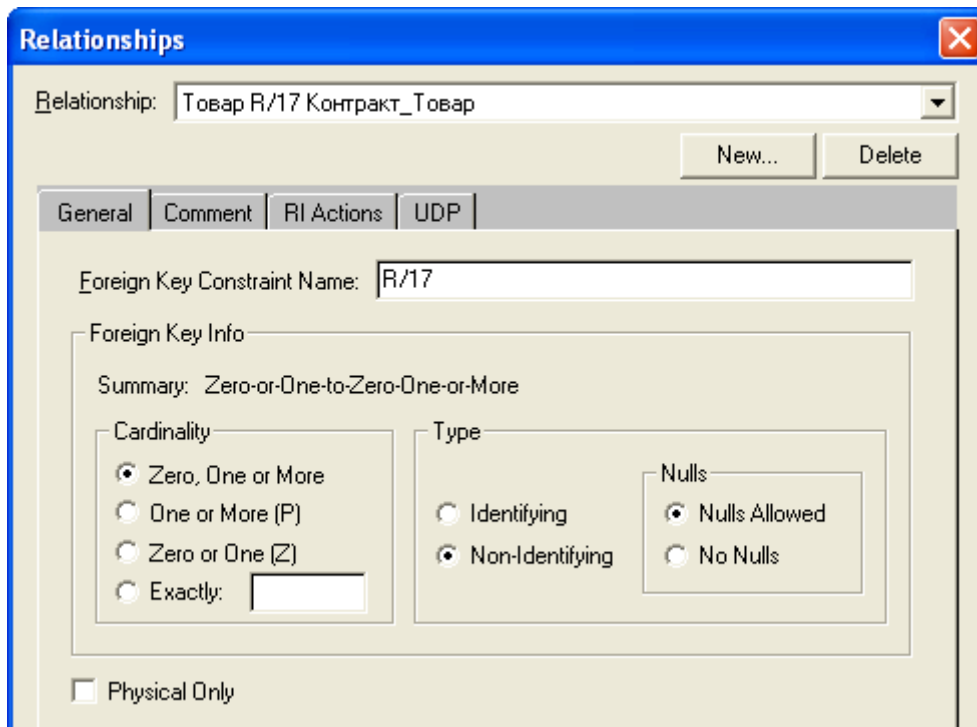 Relationships
Relationship: Товар R/17 Контракт_Товар
New... Delete
General Comment RI Actions UDP
Foreign Key Constraint Name: R/17
Foreign Key Info
Summary: Zero-or-One-to-Zero-One-or-More
Cardinality Type
Zero, One or More Nulls
One or More (P) Identifying Nulls Allowed
Zero or One (Z) Non-Identifying No Nulls
Exactly:
Physical Only